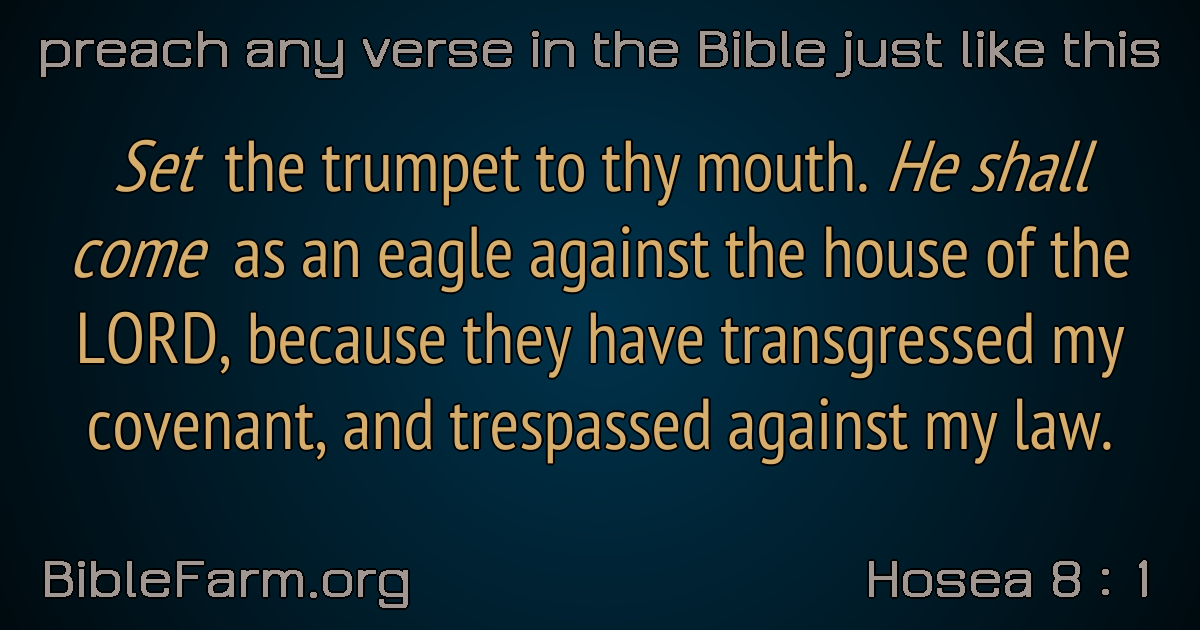 preach any verse in the Bible just like this
Set the trumpet to thy mouth. He shall
come as an eagle against the house of the
LORD, because they have transgressed my
covenant, and trespassed against my law.
BibleFarm.org
Hosea 8 : 1